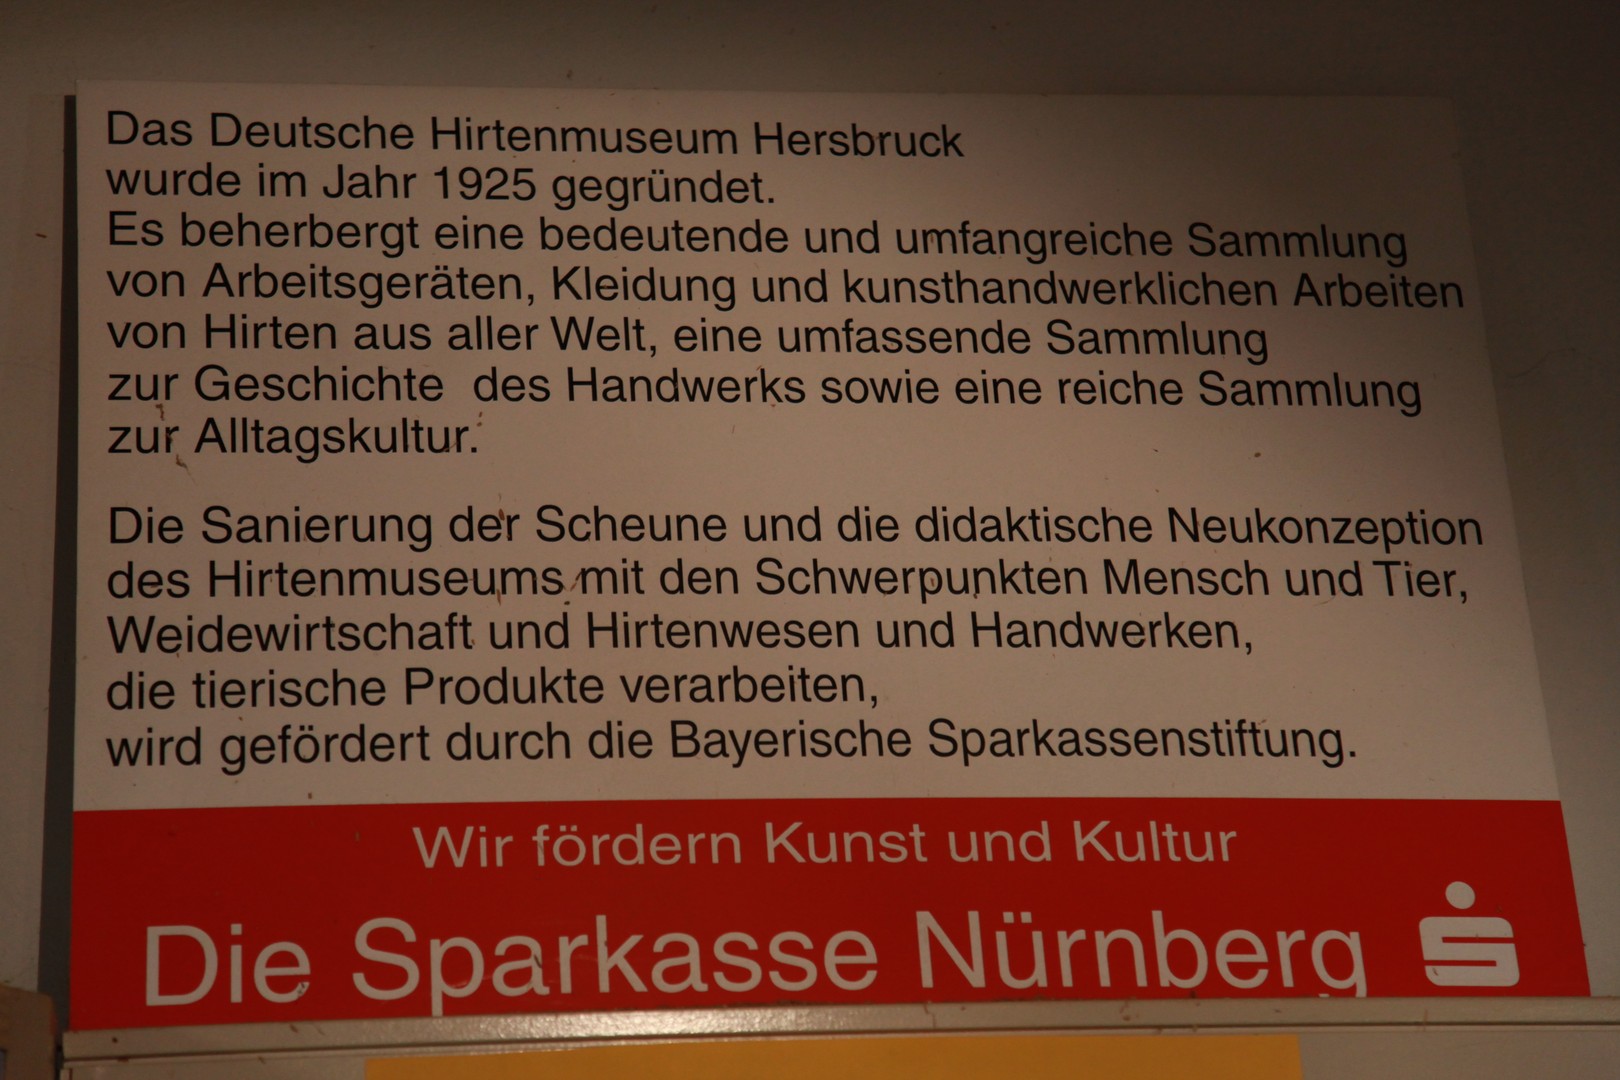 Das Deutsche Hirtenmuseum Hersbruck
wurde im Jahr 1925 gegründet.
Es beherbergt eine bedeutende und umfangreiche Sammlung
von Arbeitsgeräten, Kleidung und kunsthandwerklichen Arbeiten
von Hirten aus aller Welt, eine umfassende Sammlung
zur Geschichte des Handwerks sowie eine reiche Sammlung
zur Alltagskultur.
Die Sanierung der Scheune und die didaktische Neukonzeption
des Hirtenmuseums mit den Schwerpunkten Mensch und Tier,
Weidewirtschaft und Hirtenwesen und Handwerken,
die tierische Produkte verarbeiten,
wird gefördert durch die Bayerische Sparkassenstiftung.
Wir fördern Kunst und Kultur
Die Sparkasse Nürnberg